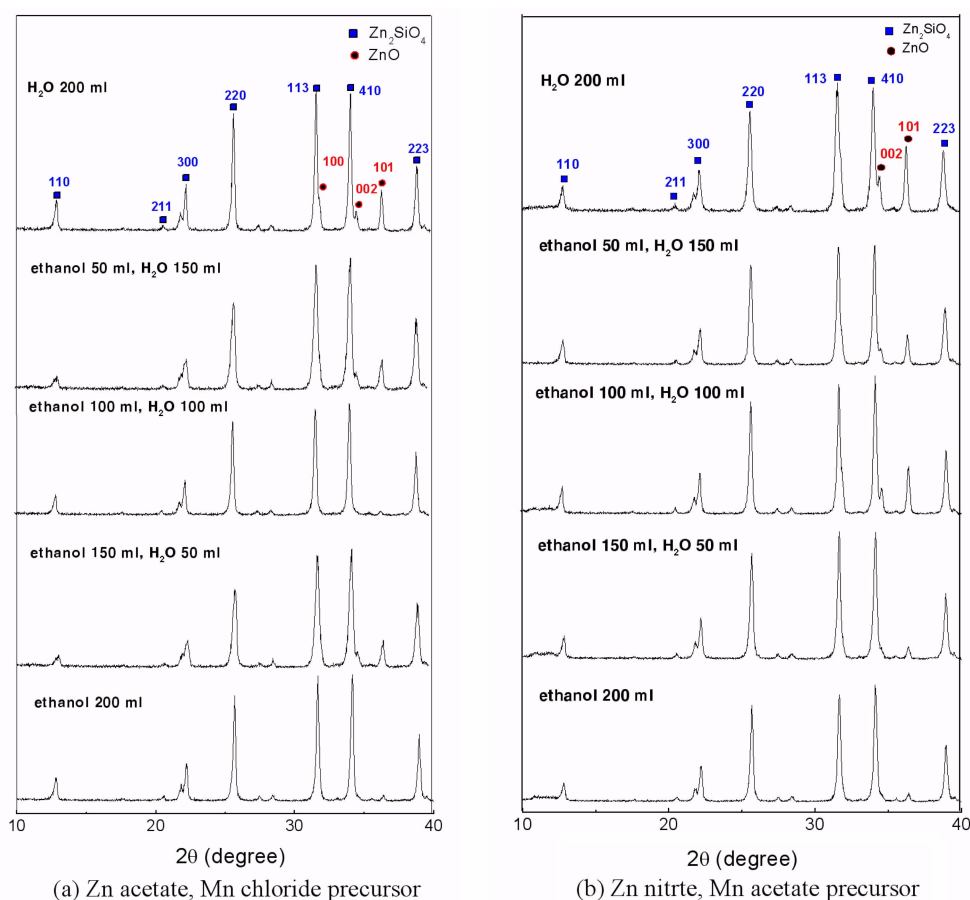 Zn₂SiO₄
ZnO
H₂O 200 ml
110
211
300
220
113
100
410
002
101
223
ethanol 50 ml, H₂O 150 ml
ethanol 100 ml, H₂O 100 ml
ethanol 150 ml, H₂O 50 ml
ethanol 200 ml
10 20 30 40
2θ (degree)
(a) Zn acetate, Mn chloride precursor
Zn₂SiO₄
ZnO
H₂O 200 ml
110
211
300
220
113
410
002
101
223
ethanol 50 ml, H₂O 150 ml
ethanol 100 ml, H₂O 100 ml
ethanol 150 ml, H₂O 50 ml
ethanol 200 ml
10 20 30 40
2θ (degree)
(b) Zn nitrte, Mn acetate precursor